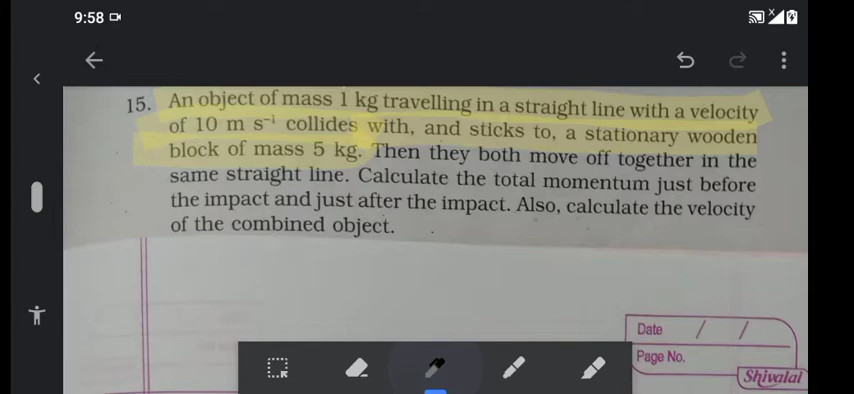 9:58
15. An object of mass 1 kg travelling in a straight line with a velocity
of 10 m s⁻¹ collides with, and sticks to, a stationary wooden
block of mass 5 kg. Then they both move off together in the
same straight line. Calculate the total momentum just before
the impact and just after the impact. Also, calculate the velocity
of the combined object.
Date / /
Page No.
Shivalal